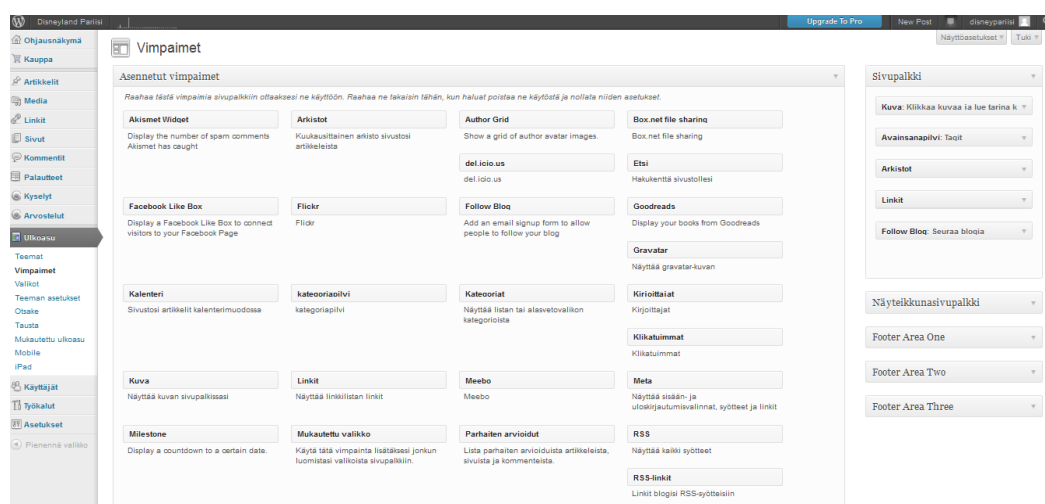 Disneyland Pariisi
Upgrade To Pro
New Post
disneypariisi
Ohjausnäkymä
Kauppa
Artikkelit
Media
Linkit
Sivut
Kommentit
Palautteet
Kyselyt
Arvostelut
Ulkoasu
Teemat
Vimpaimet
Valikot
Teeman asetukset
Otsake
Tausta
Mukautettu ulkoasu
Mobile
iPad
Käyttäjät
Työkalut
Asetukset
Pienennä valikko
Näyttöasetukset
Tuki
Vimpaimet
Asennetut vimpaimet
Raahaa tästä vimpaimia sivupalkkiin ottaaksesi ne käyttöön. Raahaa ne takaisin tähän, kun haluat poistaa ne käytöstä ja nollata niiden asetukset.
Akismet Widget
Display the number of spam comments
Akismet has caught
Arkistot
Kuukausittainen arkisto sivustosi
artikkeleista
Author Grid
Show a grid of author avatar images.
Box.net file sharing
Box.net file sharing
del.icio.us
del.icio.us
Etsi
Hakukenttä sivustollesi
Facebook Like Box
Display a Facebook Like Box to connect
visitors to your Facebook Page
Flickr
Flickr
Follow Blog
Add an email signup form to allow
people to follow your blog
Goodreads
Display your books from Goodreads
Gravatar
Näyttää gravatar-kuvan
Kalenteri
Sivustosi artikkelit kalenterimuodossa
kategoriapilvi
kategoriapilvi
Kategoriat
Näyttää listan tai alasvetovalikon
kategorioista
Kirjoittajat
Kirjoittajat
Klikatuimmat
Klikatuimmat
Kuva
Näyttää kuvan sivupalkissasi
Linkit
Näyttää linkkilistan linkit
Meebo
Meebo
Meta
Näyttää sisään- ja
uloskirjautumisvalinnat, syötteet ja linkit
Milestone
Display a countdown to a certain date.
Mukautettu valikko
Käytä tätä vimpainta lisätäksesi jonkun
luomistasi valikoista sivupalkkiin.
Parhaiten arvioidut
Lista parhaiten arvioiduista artikkeleista,
sivuista ja kommenteista.
RSS
Näyttää kaikki syötteet
RSS-linkit
Linkit blogisi RSS-syötteisiin
Sivupalkki
Kuva: Klikkaa kuvaa ja lue tarina k
Avainsanapilvi: Tagit
Arkistot
Linkit
Follow Blog: Seuraa blogia
Näyteikkunasivupalkki
Footer Area One
Footer Area Two
Footer Area Three